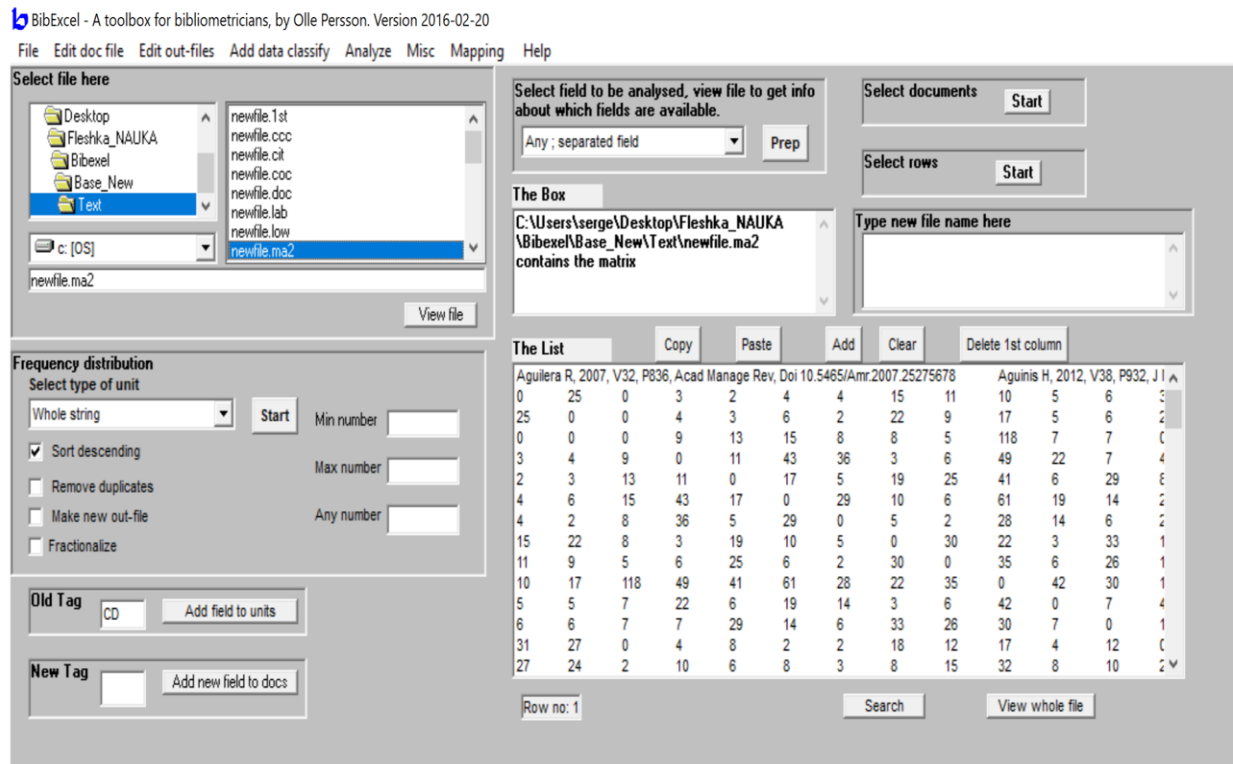 BibExcel - A toolbox for bibliometricians, by Olle Persson. Version 2016-02-20
File Edit doc file Edit out-files Add data classify Analyze Misc Mapping Help
Select file here
Desktop
Fleshka_NAUKA
Bibexel
Base_New
Text
c: [OS]
newfile.1st
newfile.ccc
newfile.cit
newfile.coc
newfile.doc
newfile.lab
newfile.low
newfile.ma2
newfile.ma2
View file
Select field to be analysed, view file to get info
about which fields are available.
Any ; separated field
Prep
Select documents
Start
Select rows
Start
The Box
C:\Users\serge\Desktop\Fleshka_NAUKA
\Bibexel\Base_New\Text\newfile.ma2
contains the matrix
Type new file name here
Frequency distribution
Select type of unit
Whole string
Start
Sort descending
Remove duplicates
Make new out-file
Fractionalize
Min number
Max number
Any number
Old Tag
CD
Add field to units
New Tag
Add new field to docs
The List
Copy
Paste
Add
Clear
Delete 1st column
Aguilera R, 2007, V32, P836, Acad Manage Rev, Doi 10.5465/Amr.2007.25275678 Aguinis H, 2012, V38, P932, J
0 25 0 3 2 4 4 15 11 10 5 6
25 0 0 4 3 6 2 22 9 17 5 6
0 0 0 9 13 15 8 8 5 118 7 7
3 4 9 0 11 43 36 3 6 49 22 7
2 3 13 11 0 17 5 19 25 41 6 29
4 6 15 43 17 0 29 10 6 61 19 14
4 2 8 36 5 29 0 5 2 28 14 6
15 22 8 3 19 10 5 0 30 22 3 33
11 9 5 6 25 6 2 30 0 35 6 26
10 17 118 49 41 61 28 22 35 0 42 30
5 5 7 22 6 19 14 3 6 42 0 7
6 6 7 7 29 14 6 33 26 30 7 0
31 27 0 4 8 2 2 18 12 17 4 12
27 24 2 10 6 8 3 8 15 32 8 10
Row no: 1
Search
View whole file